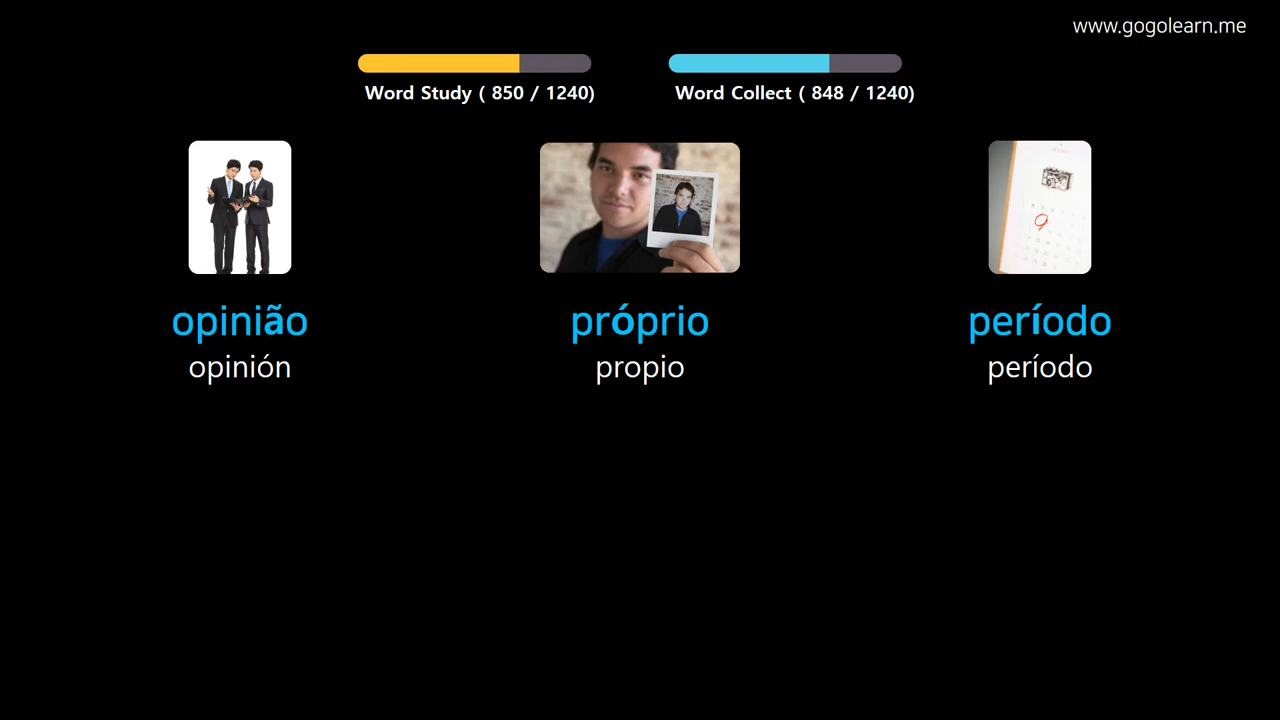 www.gogolearn.me
Word Study ( 850 / 1240)
Word Collect ( 848 / 1240)
opinião
próprio
período
opinión
propio
período